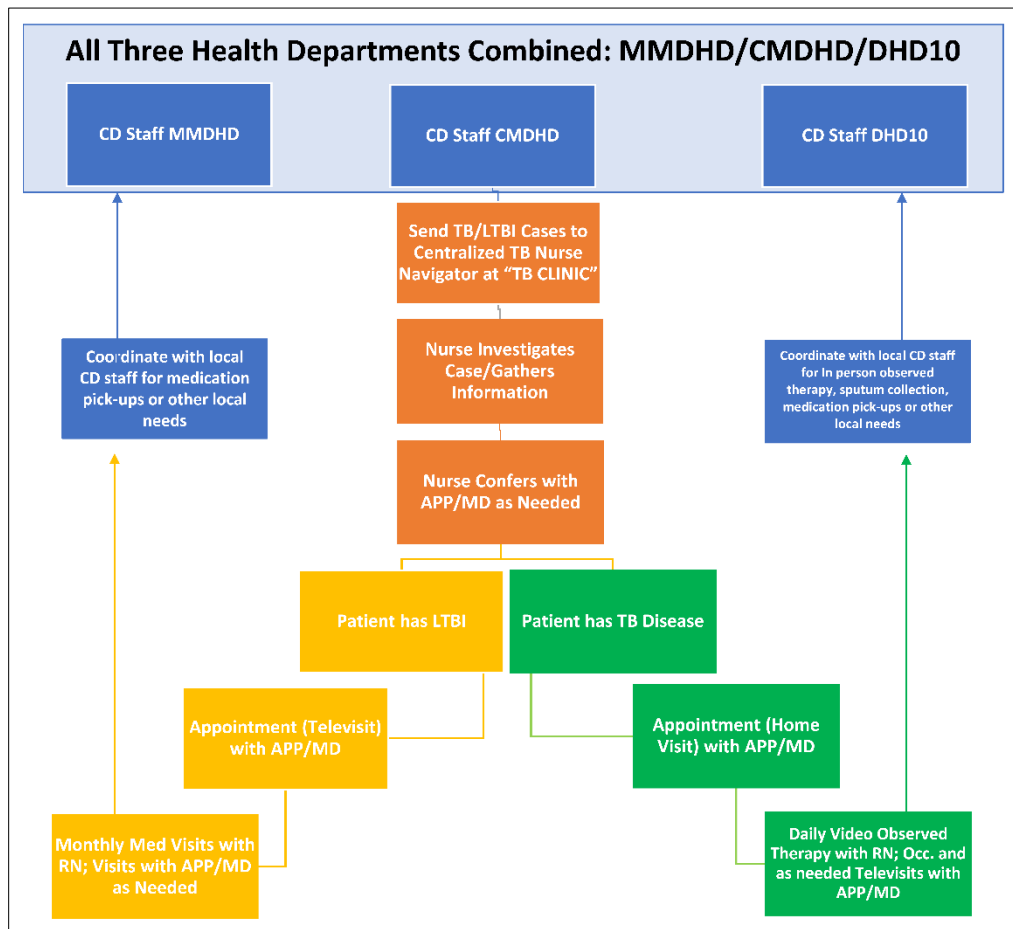 All Three Health Departments Combined: MMDHD/CMDHD/DHD10
CD Staff MMDHD
CD Staff CMDHD
CD Staff DHD10
Send TB/LTBI Cases to
Centralized TB Nurse
Navigator at “TB CLINIC”
Nurse Investigates
Case/Gathers
Information
Coordinate with local
CD staff for medication
pick-ups or other local
needs
Coordinate with local CD staff
for In person observed
therapy, sputum collection,
medication pick-ups or other
local needs
Nurse Confers with
APP/MD as Needed
Patient has LTBI
Patient has TB Disease
Appointment (Televisit)
with APP/MD
Appointment (Home
Visit) with APP/MD
Monthly Med Visits with
RN; Visits with APP/MD
as Needed
Daily Video Observed
Therapy with RN; Occ. and
as needed Televisits with
APP/MD